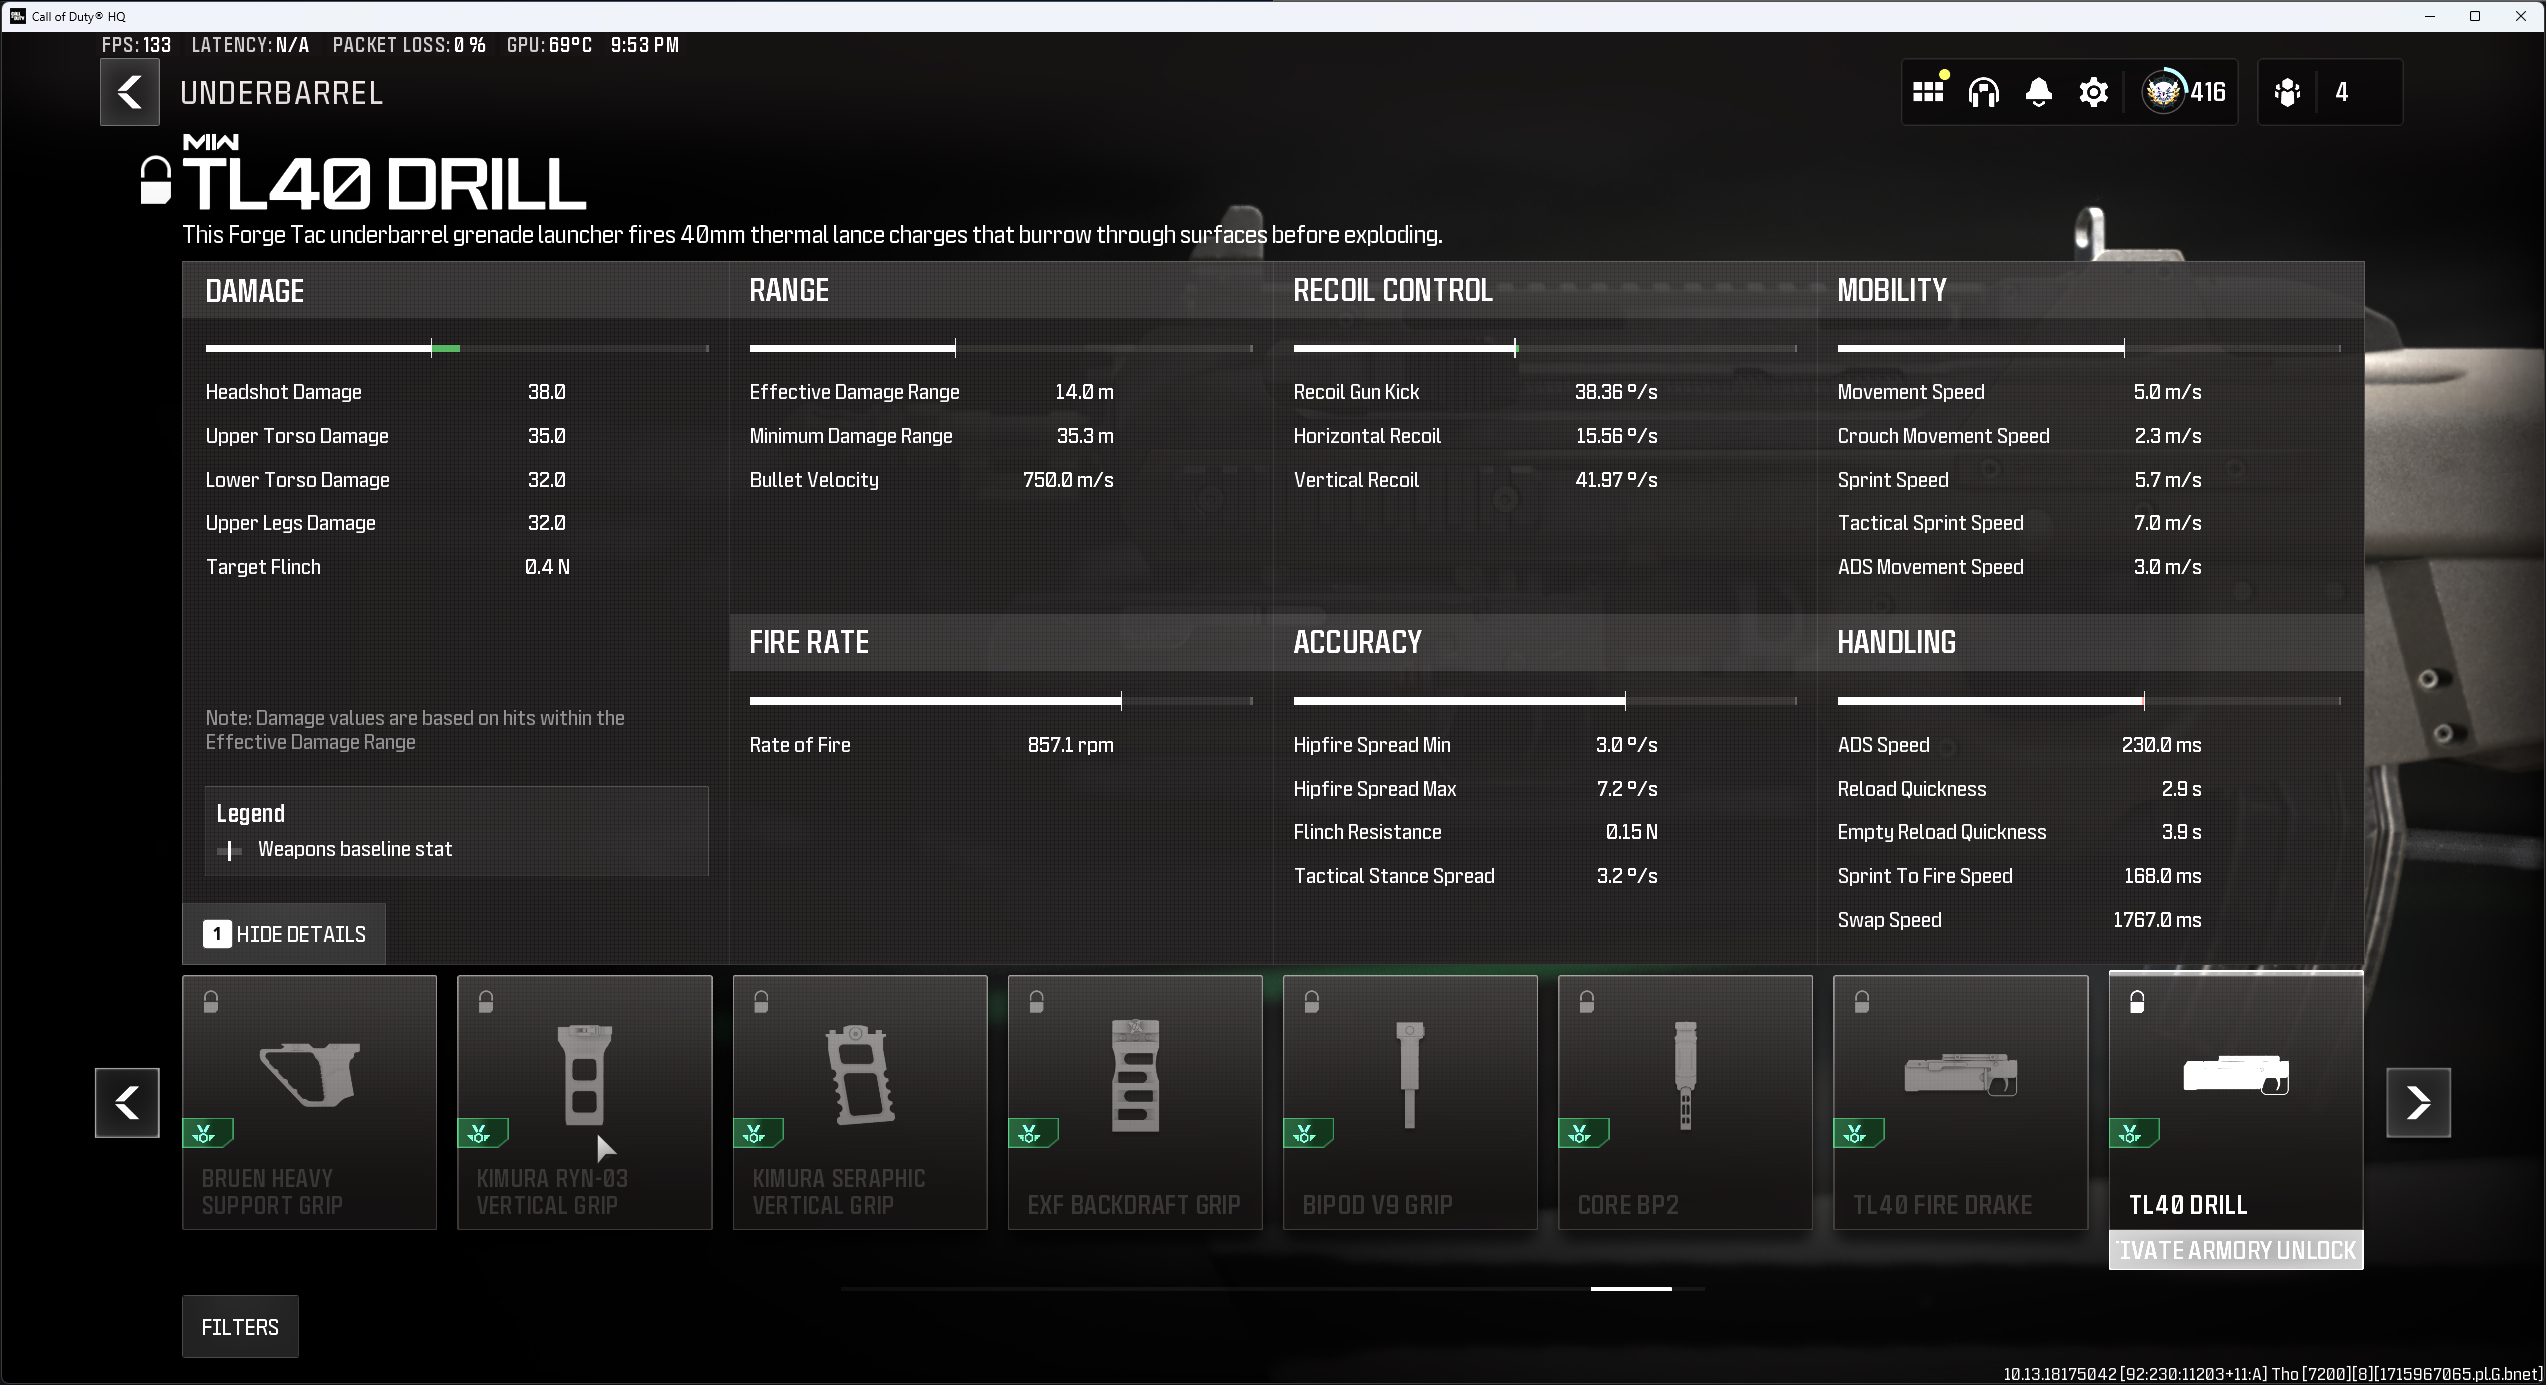 Call of Duty® HQ
FPS: 133 LATENCY: N/A PACKET LOSS: 0 % GPU: 69°C 9:53 PM
UNDERBARREL
416
4
MW
TL40 DRILL
This Forge Tac underbarrel grenade launcher fires 40mm thermal lance charges that burrow through surfaces before exploding.
DAMAGE
Headshot Damage 38.0
Upper Torso Damage 35.0
Lower Torso Damage 32.0
Upper Legs Damage 32.0
Target Flinch 0.4 N
Note: Damage values are based on hits within the
Effective Damage Range
Legend
Weapons baseline stat
1 HIDE DETAILS
RANGE
Effective Damage Range 14.0 m
Minimum Damage Range 35.3 m
Bullet Velocity 750.0 m/s
FIRE RATE
Rate of Fire 857.1 rpm
RECOIL CONTROL
Recoil Gun Kick 38.36 º/s
Horizontal Recoil 15.56 º/s
Vertical Recoil 41.97 º/s
ACCURACY
Hipfire Spread Min 3.0 º/s
Hipfire Spread Max 7.2 º/s
Flinch Resistance 0.15 N
Tactical Stance Spread 3.2 º/s
MOBILITY
Movement Speed 5.0 m/s
Crouch Movement Speed 2.3 m/s
Sprint Speed 5.7 m/s
Tactical Sprint Speed 7.0 m/s
ADS Movement Speed 3.0 m/s
HANDLING
ADS Speed 230.0 ms
Reload Quickness 2.9 s
Empty Reload Quickness 3.9 s
Sprint To Fire Speed 168.0 ms
Swap Speed 1767.0 ms
BRUEN HEAVY
SUPPORT GRIP
KIMURA RYN-03
VERTICAL GRIP
KIMURA SERAPHIC
VERTICAL GRIP
EXF BACKDRAFT GRIP
BIPOD V9 GRIP
CORE BP2
TL40 FIRE DRAKE
TL40 DRILL
IVATE ARMORY UNLOCK
FILTERS
10.13.18175042 [92:230:11203+11:A] Tho [7200][8][1715967065.pl.G.bnet]